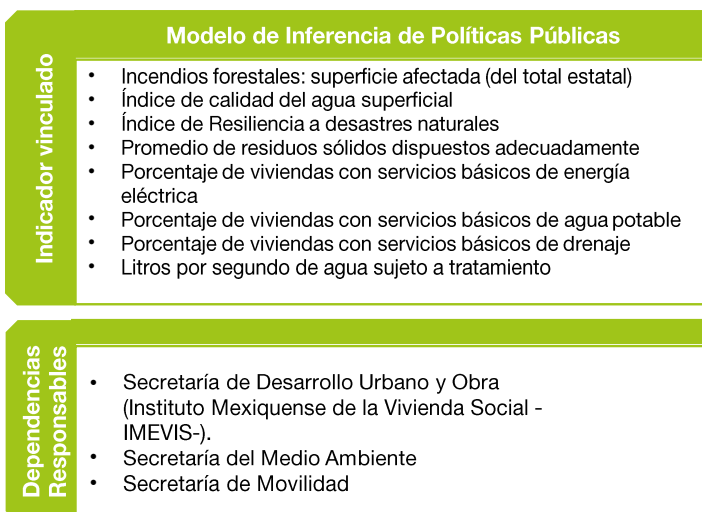 Modelo de Inferencia de Políticas Públicas
Indicador vinculado
• Incendios forestales: superficie afectada (del total estatal)
• Índice de calidad del agua superficial
• Índice de Resiliencia a desastres naturales
• Promedio de residuos sólidos dispuestos adecuadamente
• Porcentaje de viviendas con servicios básicos de energía
eléctrica
• Porcentaje de viviendas con servicios básicos de agua potable
• Porcentaje de viviendas con servicios básicos de drenaje
• Litros por segundo de agua sujeto a tratamiento
Dependencias
Responsables
• Secretaría de Desarrollo Urbano y Obra
(Instituto Mexiquense de la Vivienda Social -
IMEVIS-).
• Secretaría del Medio Ambiente
• Secretaría de Movilidad